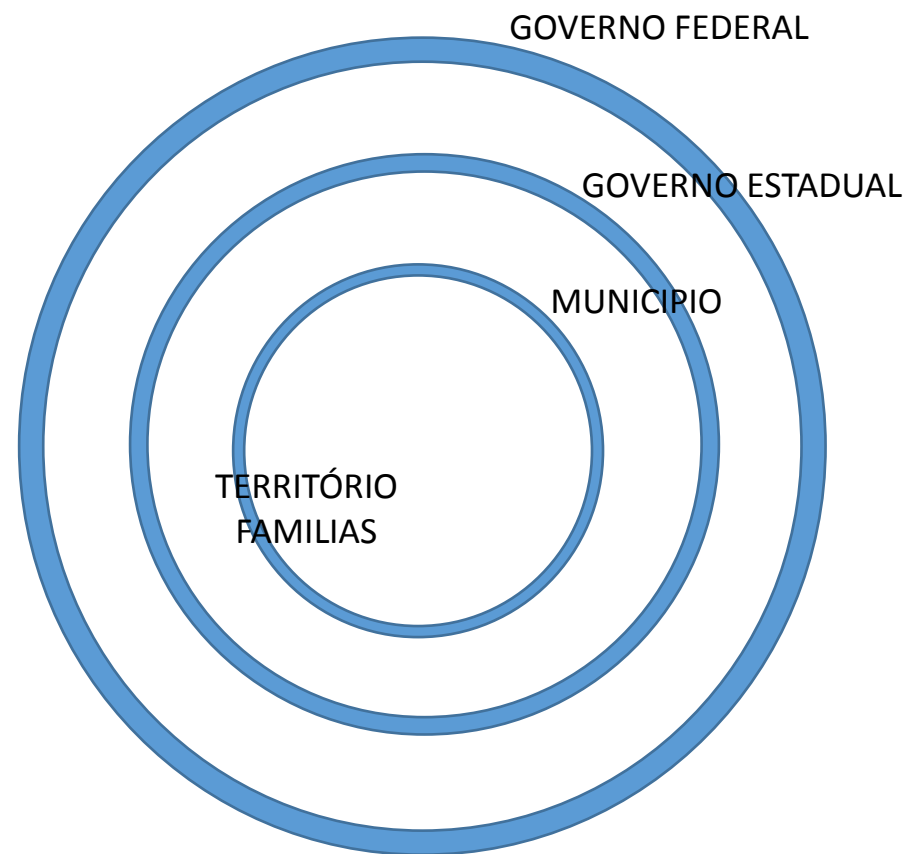 GOVERNO FEDERAL
GOVERNO ESTADUAL
MUNICIPIO
TERRITÓRIO
FAMILIAS